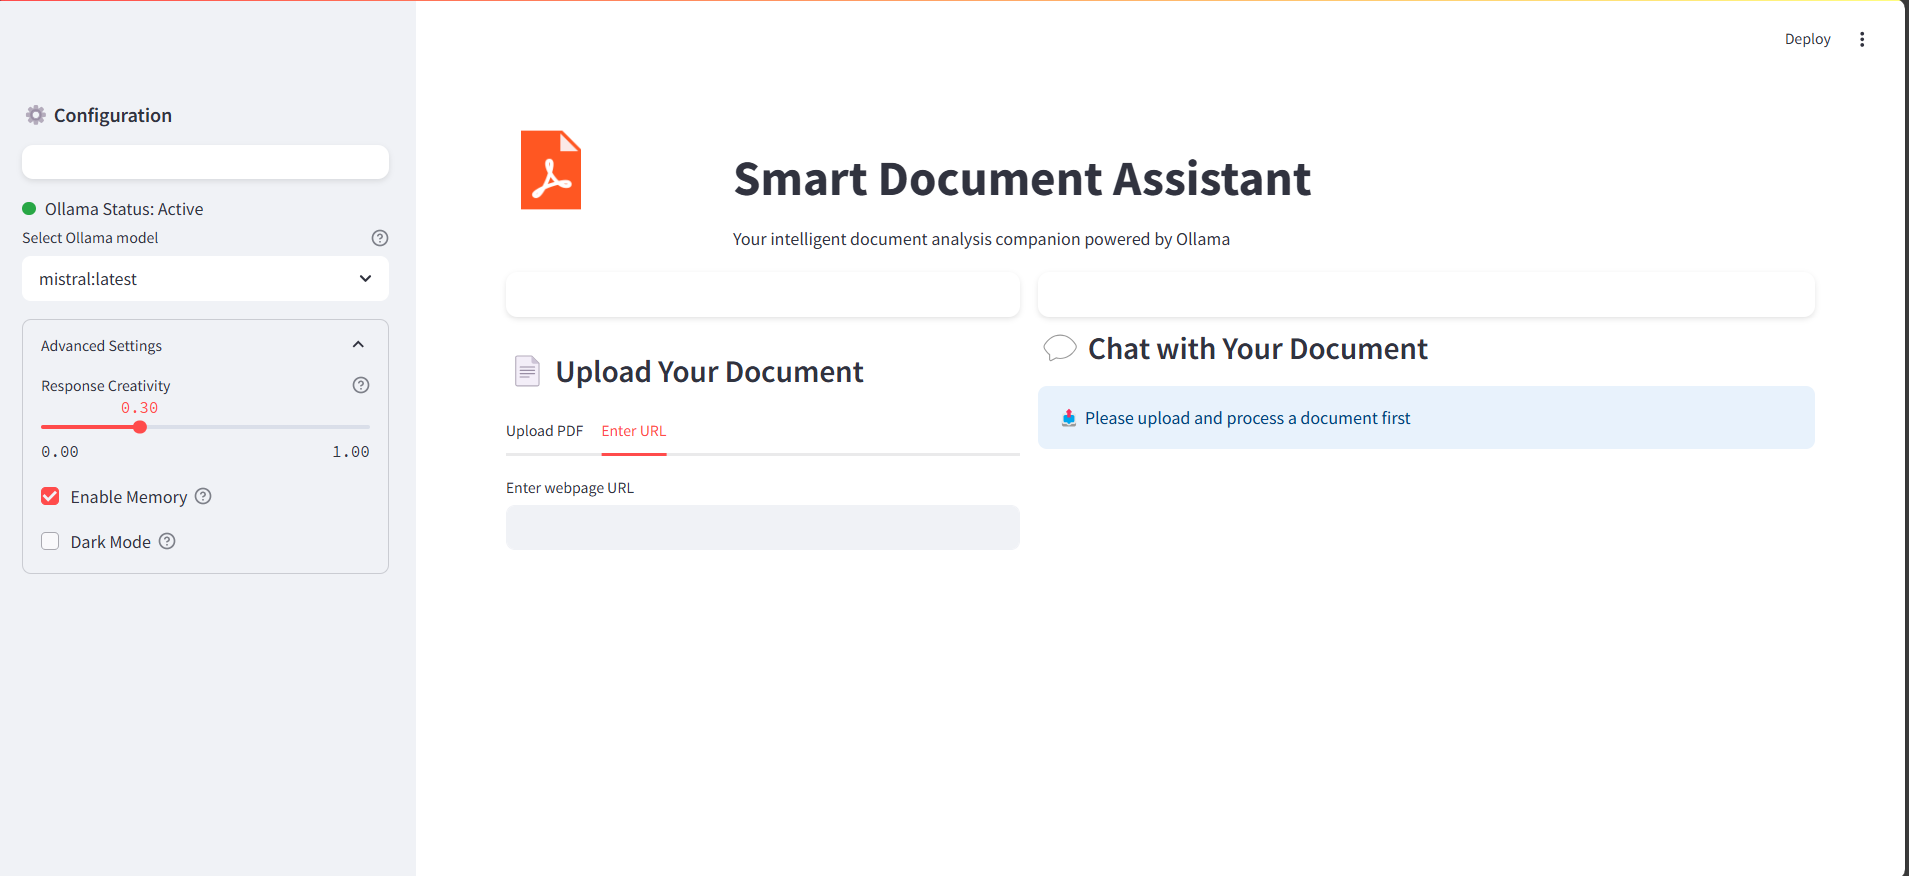 Deploy
Configuration
Ollama Status: Active
Select Ollama model
mistral:latest
Advanced Settings
Response Creativity
0.30
0.00 1.00
Enable Memory
Dark Mode
Smart Document Assistant
Your intelligent document analysis companion powered by Ollama
Upload Your Document
Upload PDF Enter URL
Enter webpage URL
Chat with Your Document
Please upload and process a document first